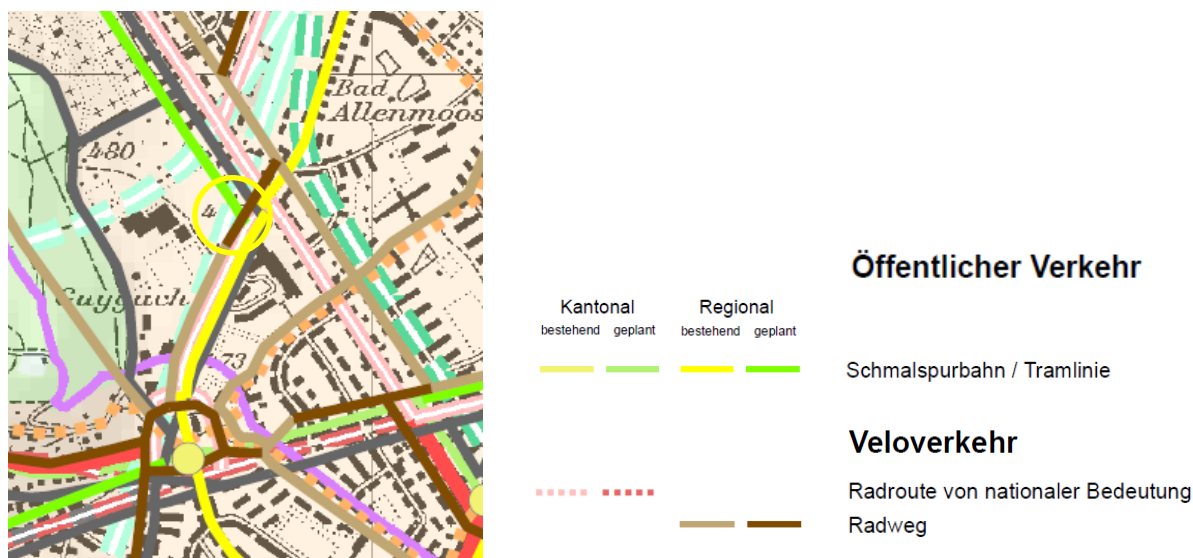 Bad
Allenmoos
480
4
Guggach
73
Öffentlicher Verkehr
Kantonal Regional
bestehend geplant bestehend geplant
Schmalspurbahn / Tramlinie
Veloverkehr
Radroute von nationaler Bedeutung
Radweg